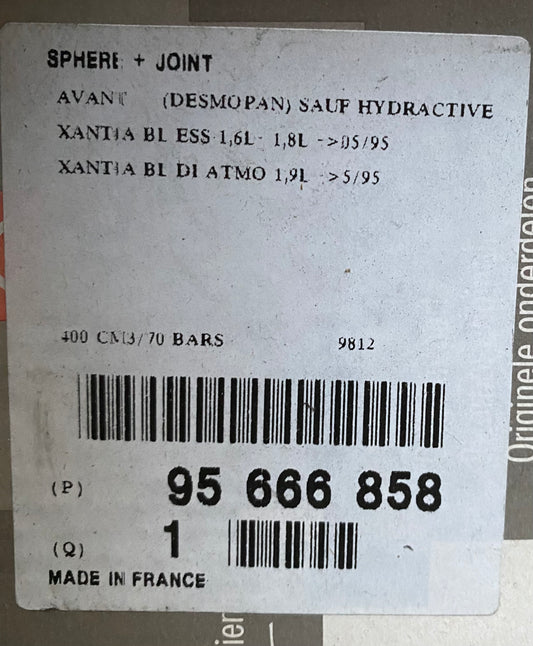 SPHERE + JOINT
AVANT (DESMOPAN) SAUF HYDRACTIVE
XANTIA BL ESS 1,6L- 1,8L ->05/95
XANTIA BL DI ATMO 1,9L ->5/95
400 CM3/70 BARS 9812
(P) 95 666 858
(Q) 1
MADE IN FRANCE
Originele onderdelen